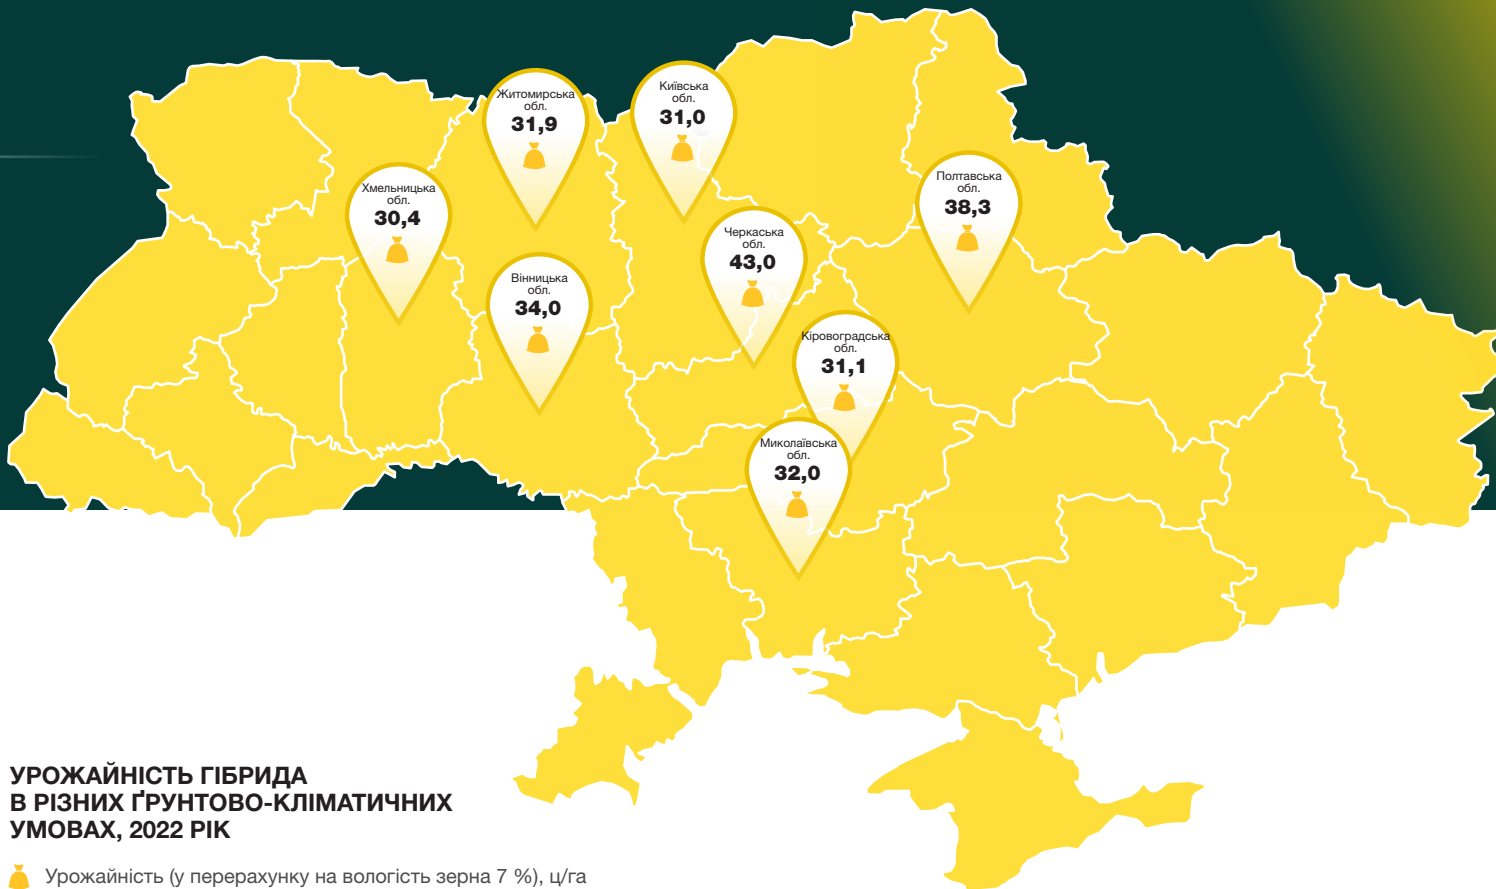 Житомирська
обл.
31,9
Київська
обл.
31,0
Хмельницька
обл.
30,4
Полтавська
обл.
38,3
Черкаська
обл.
43,0
Вінницька
обл.
34,0
Кіровоградська
обл.
31,1
Миколаївська
обл.
32,0
УРОЖАЙНІСТЬ ГІБРИДА
В РІЗНИХ ҐРУНТОВО-КЛІМАТИЧНИХ
УМОВАХ, 2022 РІК
Урожайність (у перерахунку на вологість зерна 7 %), ц/га